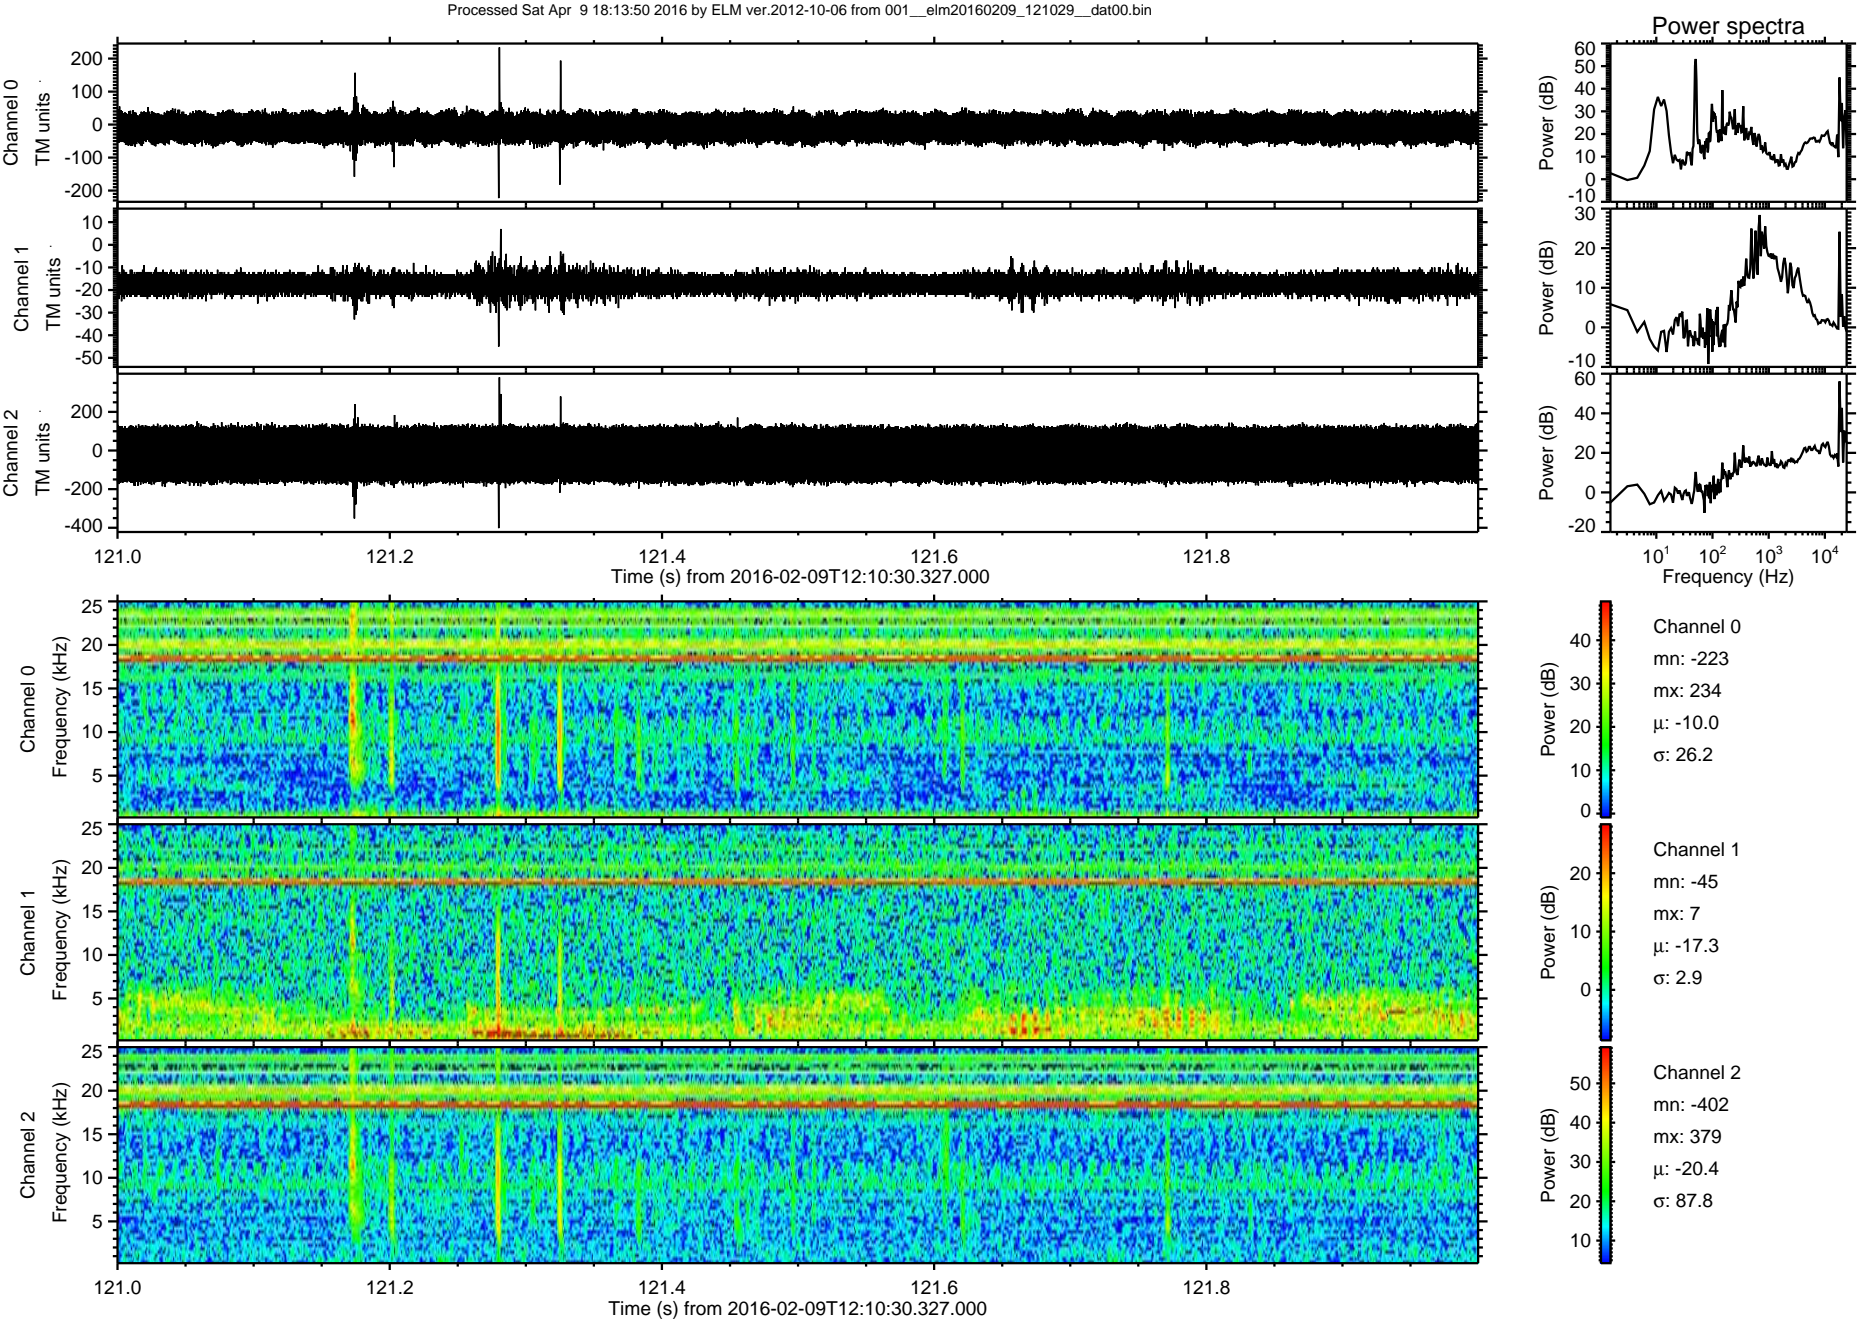 Processed Sat Apr 9 18:13:50 2016 by ELM ver.2012-10-06 from 001__elm20160209_121029__dat00.bin
Power spectra
Channel 0
TM units
200
100
0
-100
-200
Power (dB)
60
50
40
30
20
10
0
-10
Channel 1
TM units
10
0
-10
-20
-30
-40
-50
Power (dB)
30
20
10
0
-10
Channel 2
TM units
200
0
-200
-400
Power (dB)
60
40
20
0
-20
121.0 121.2 121.4 121.6 121.8
Time (s) from 2016-02-09T12:10:30.327.000
10¹ 10² 10³ 10⁴
Frequency (Hz)
Channel 0
Frequency (kHz)
25
20
15
10
5
Power (dB)
40
30
20
10
0
Channel 0
mn: -223
mx: 234
μ: -10.0
σ: 26.2
Channel 1
Frequency (kHz)
25
20
15
10
5
Power (dB)
20
10
0
Channel 1
mn: -45
mx: 7
μ: -17.3
σ: 2.9
Channel 2
Frequency (kHz)
25
20
15
10
5
Power (dB)
50
40
30
20
10
Channel 2
mn: -402
mx: 379
μ: -20.4
σ: 87.8
121.0 121.2 121.4 121.6 121.8
Time (s) from 2016-02-09T12:10:30.327.000